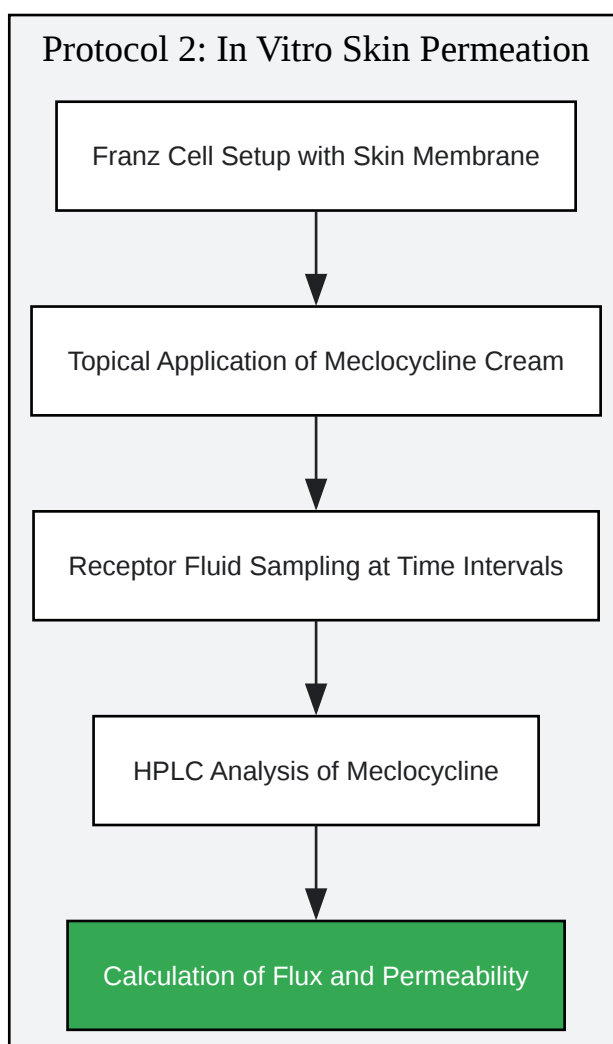 Protocol 2: In Vitro Skin Permeation
Franz Cell Setup with Skin Membrane
Topical Application of Meclocycline Cream
Receptor Fluid Sampling at Time Intervals
HPLC Analysis of Meclocycline
Calculation of Flux and Permeability